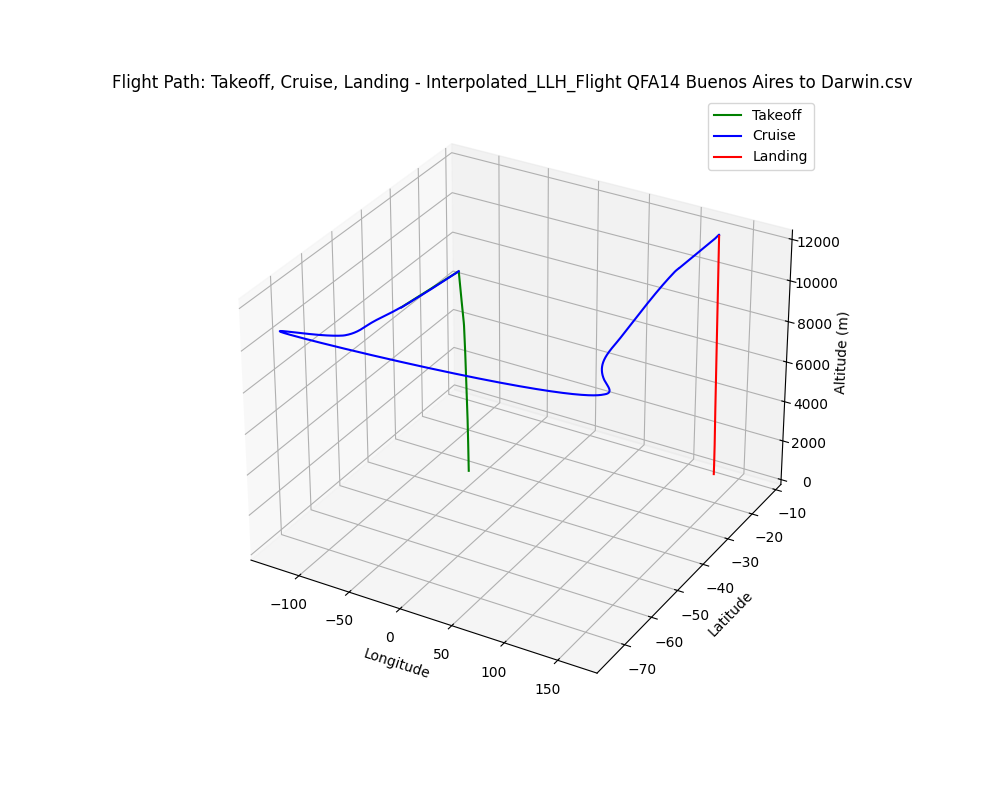 Flight Path: Takeoff, Cruise, Landing - Interpolated_LLH_Flight QFA14 Buenos Aires to Darwin.csv
Takeoff
Cruise
Landing
12000
10000
8000
6000
4000
2000
0
Altitude (m)
−10
−20
−30
−40
−50
−60
−70
Latitude
−100
−50
0
50
100
150
Longitude